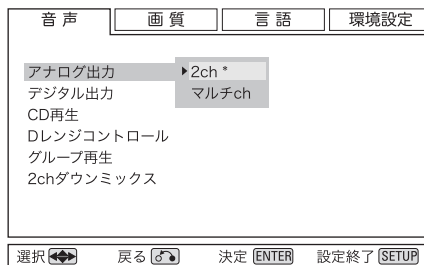 音声 画質 言語 環境設定
アナログ出力 2ch *
デジタル出力 マルチch
CD再生
Dレンジコントロール
グループ再生
2chダウンミックス
選択 戻る 決定 ENTER 設定終了 SETUP